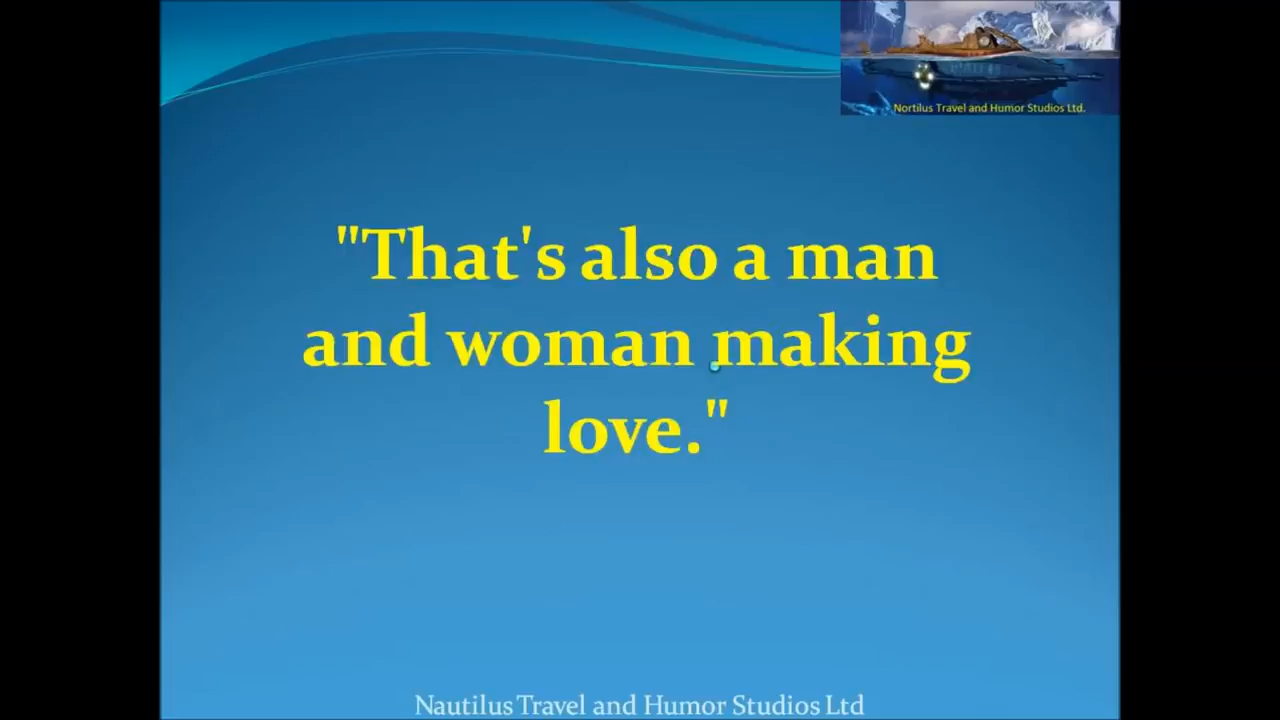 Nortilus Travel and Humor Studios Ltd.
"That's also a man
and woman making
love."
Nautilus Travel and Humor Studios Ltd